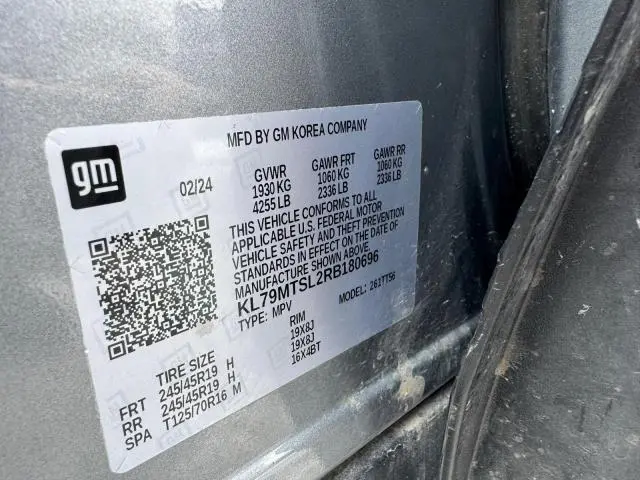 MFD BY GM KOREA COMPANY
gm
02/24
GVWR GAWR FRT GAWR RR
1930 KG 1060 KG 1060 KG
4255 LB 2336 LB 2336 LB
THIS VEHICLE CONFORMS TO ALL
APPLICABLE U.S. FEDERAL MOTOR
VEHICLE SAFETY AND THEFT PREVENTION
STANDARDS IN EFFECT ON THE DATE OF
MANUFACTURE SHOWN ABOVE.
KL79MTSL2RB180696
TYPE: MPV MODEL: 261TT56
TIRE SIZE RIM
FRT 245/45R19 H 19X8J
RR 245/45R19 H 19X8J
SPA T125/70R16 M 16X4BT